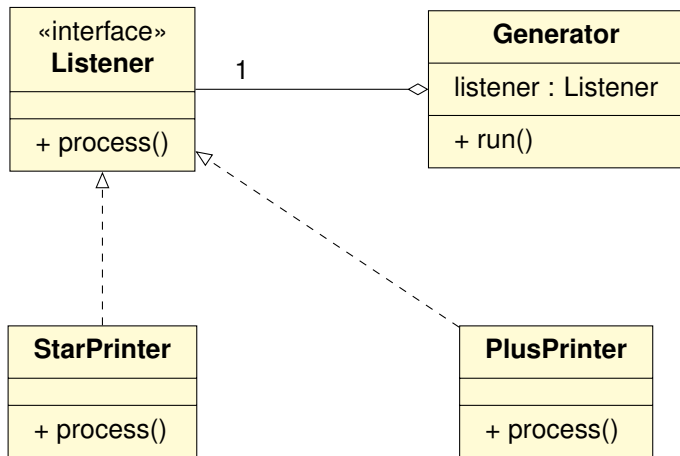 «interface»
Listener
+ process()
1
Generator
listener : Listener
+ run()
StarPrinter
+ process()
PlusPrinter
+ process()